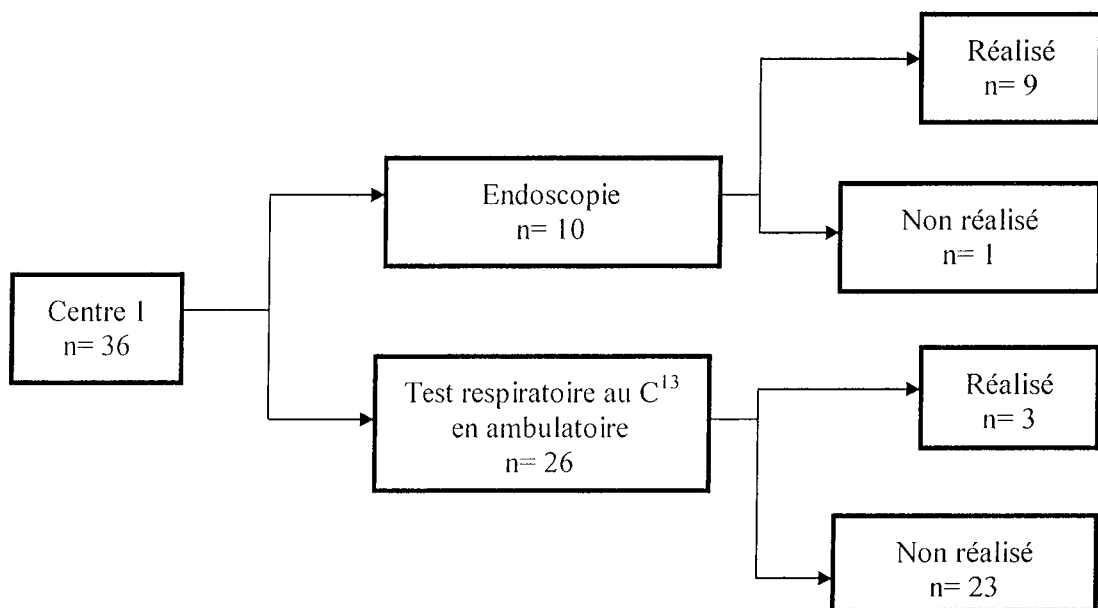 Réalisé
n= 9
Endoscopie
n= 10
Non réalisé
n= 1
Centre 1
n= 36
Test respiratoire au C¹³
en ambulatoire
n= 26
Réalisé
n= 3
Non réalisé
n= 23